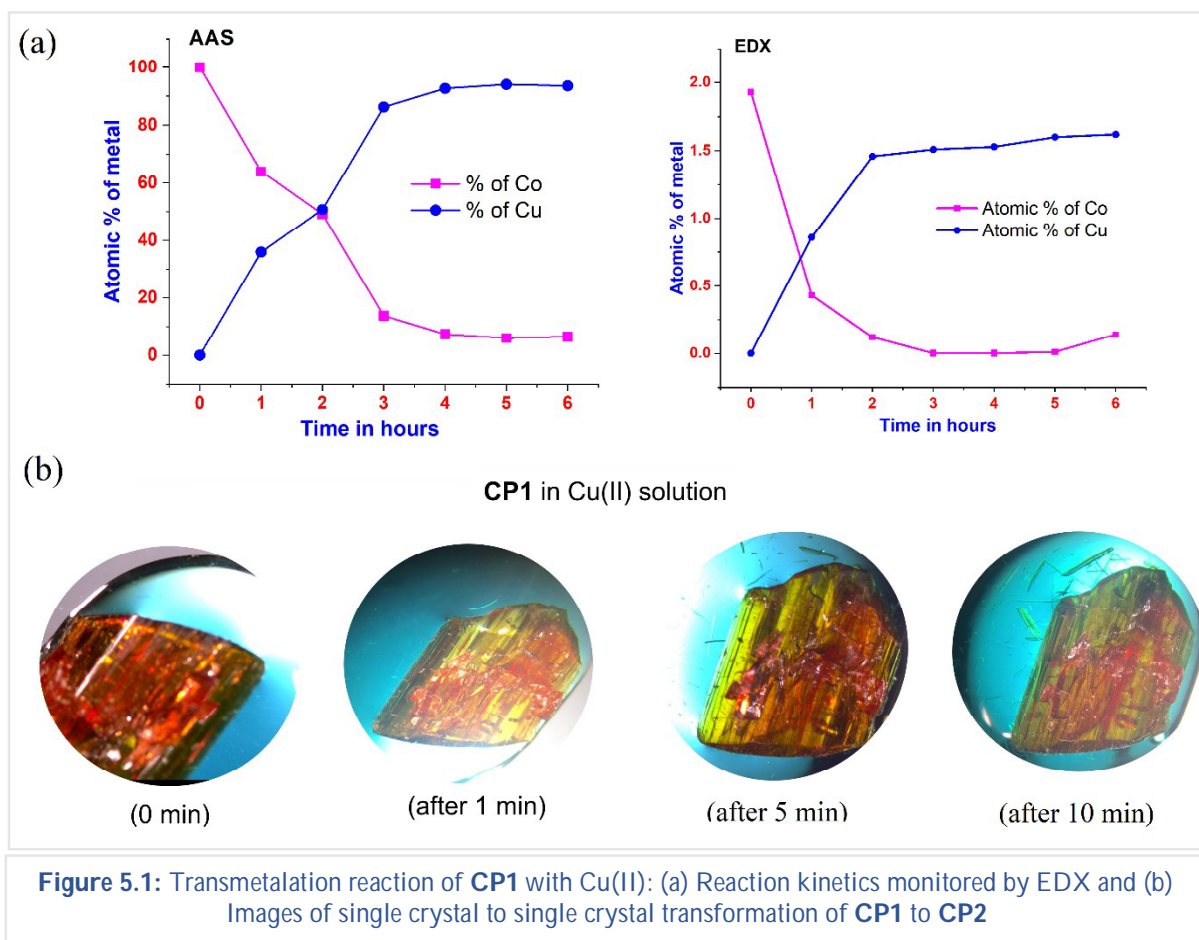 (a)
AAS
100
80
60
40
20
0
Atomic % of metal
% of Co
% of Cu
0 1 2 3 4 5 6
Time in hours
EDX
2.0
1.5
1.0
0.5
0.0
Atomic % of metal
Atomic % of Co
Atomic % of Cu
0 1 2 3 4 5 6
Time in hours
(b)
CP1 in Cu(II) solution
(0 min) (after 1 min) (after 5 min) (after 10 min)
Figure 5.1: Transmetalation reaction of CP1 with Cu(II): (a) Reaction kinetics monitored by EDX and (b)
Images of single crystal to single crystal transformation of CP1 to CP2